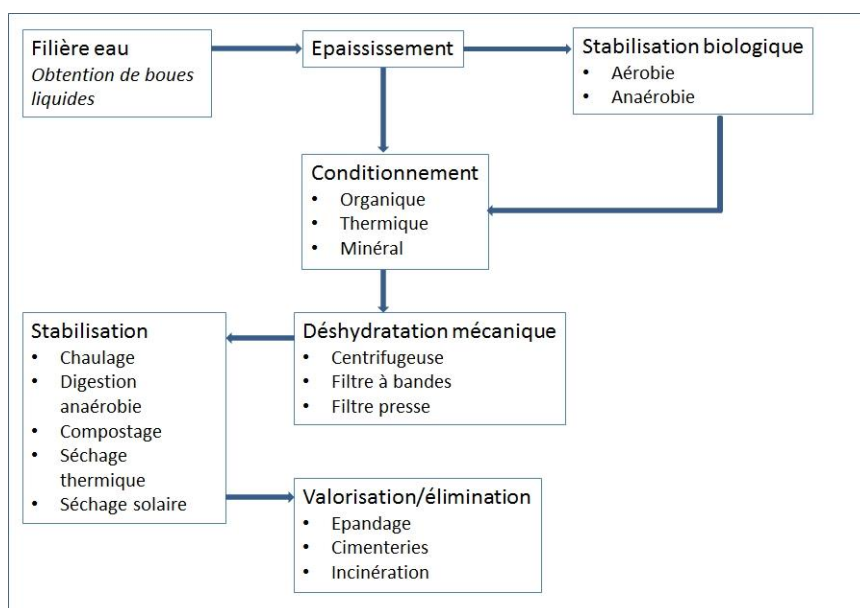 Filière eau
Obtention de boues
liquides
Epaississement
Stabilisation biologique
• Aérobie
• Anaérobie
Conditionnement
• Organique
• Thermique
• Minéral
Déshydratation mécanique
• Centrifugeuse
• Filtre à bandes
• Filtre presse
Stabilisation
• Chaulage
• Digestion
anaérobie
• Compostage
• Séchage
thermique
• Séchage solaire
Valorisation/élimination
• Epandage
• Cimenteries
• Incinération